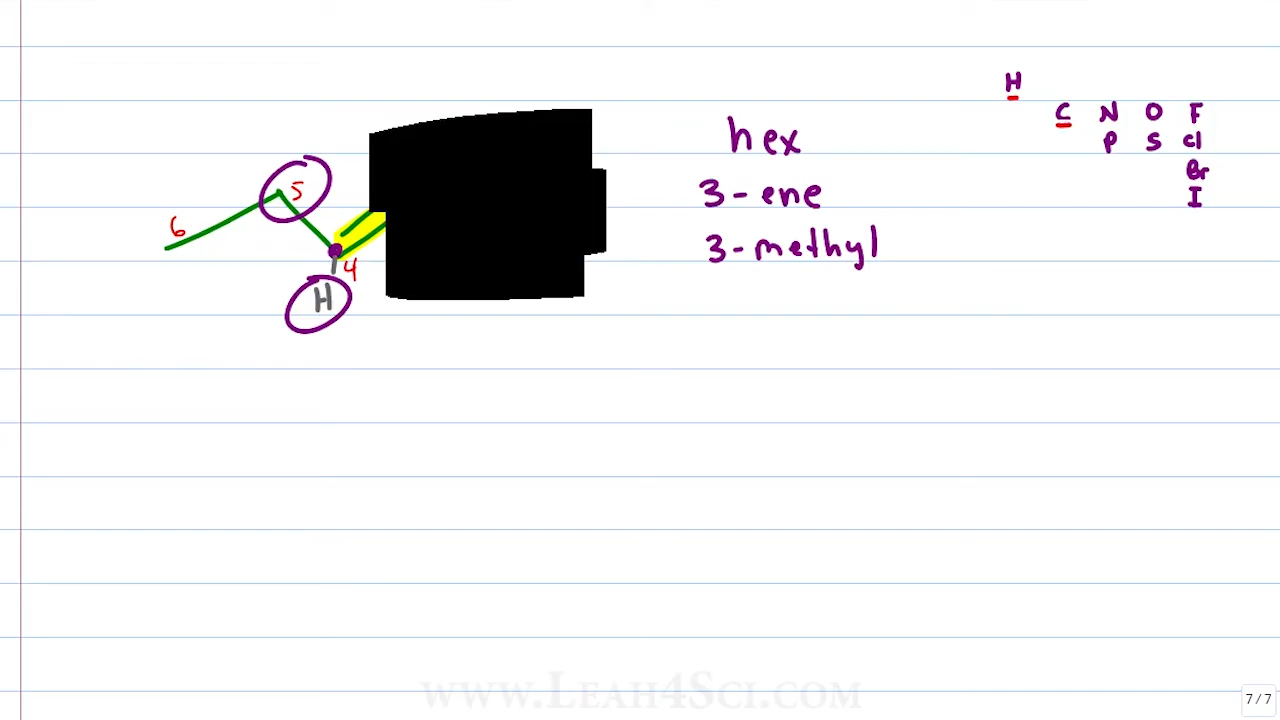 H
C N O F
P S Cl
Br
I
hex
3-ene
3-methyl
5
6
4
H
www.Leah4Sci.com
7/7